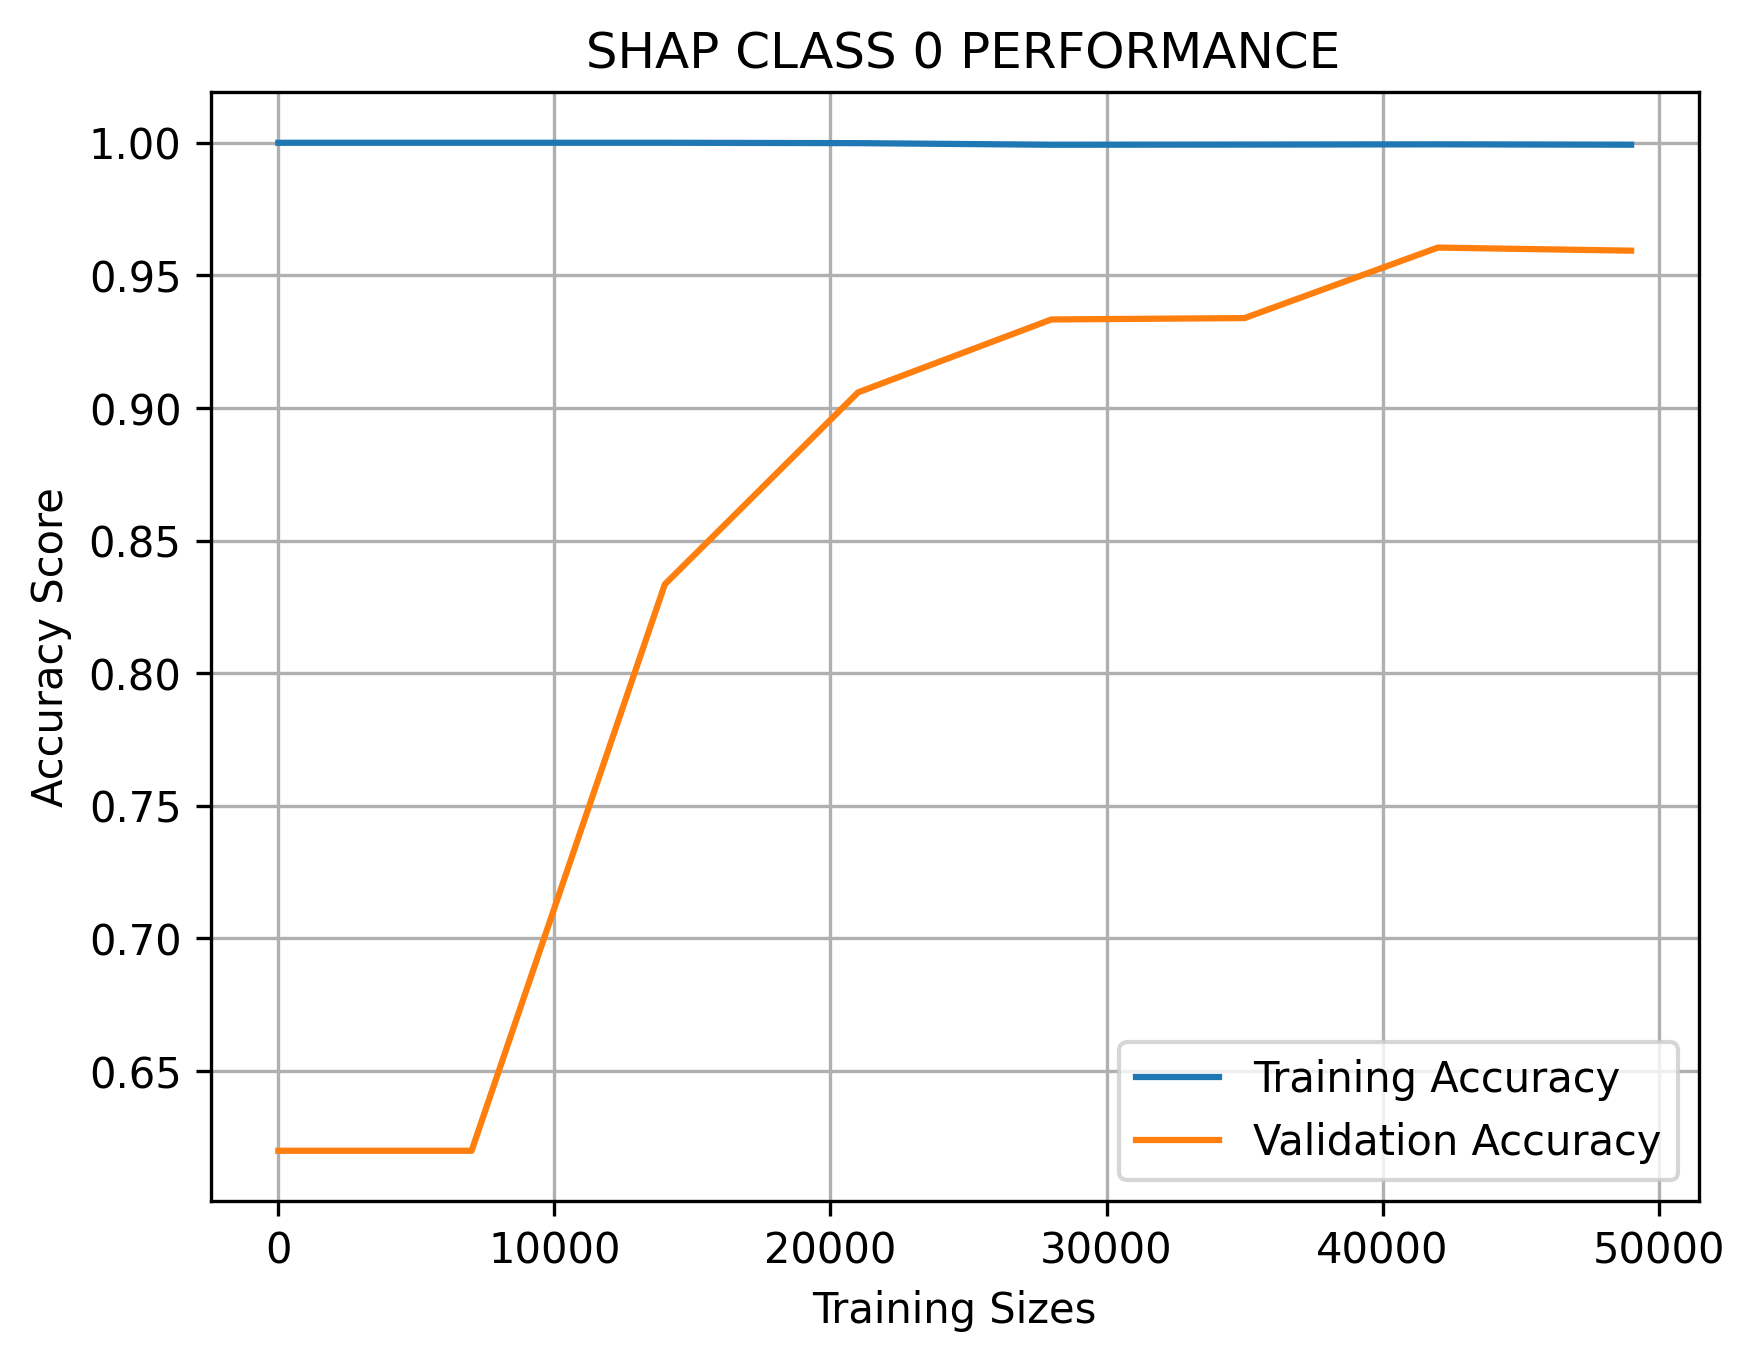 SHAP CLASS 0 PERFORMANCE
1.00
0.95
0.90
0.85
0.80
0.75
0.70
0.65
Accuracy Score
Training Accuracy
Validation Accuracy
0 10000 20000 30000 40000 50000
Training Sizes